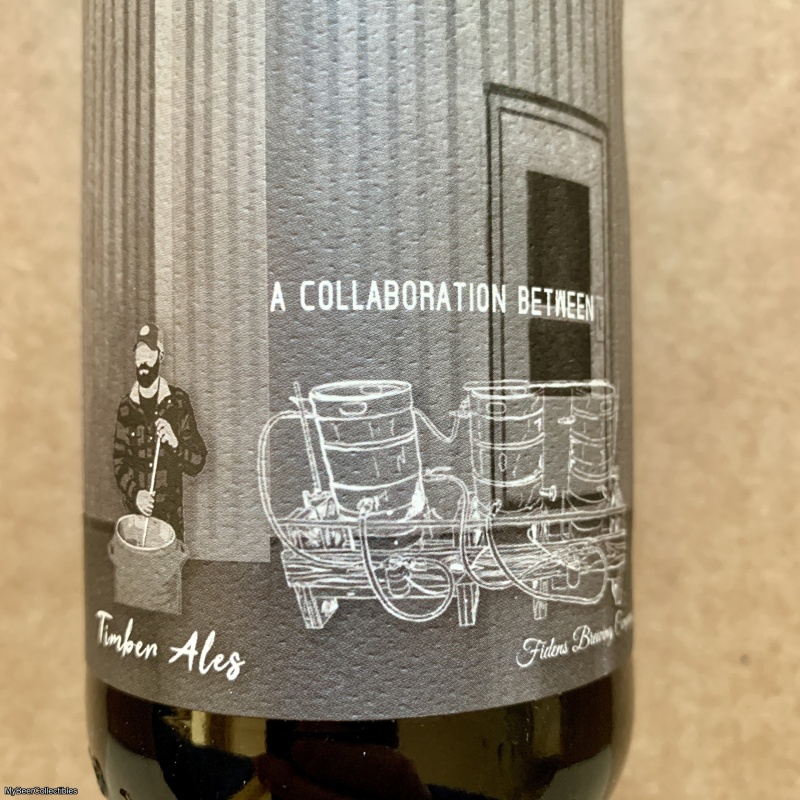 A COLLABORATION BETWEEN
Timber Ales
Fidens Brewing
MyBeerCollectibles